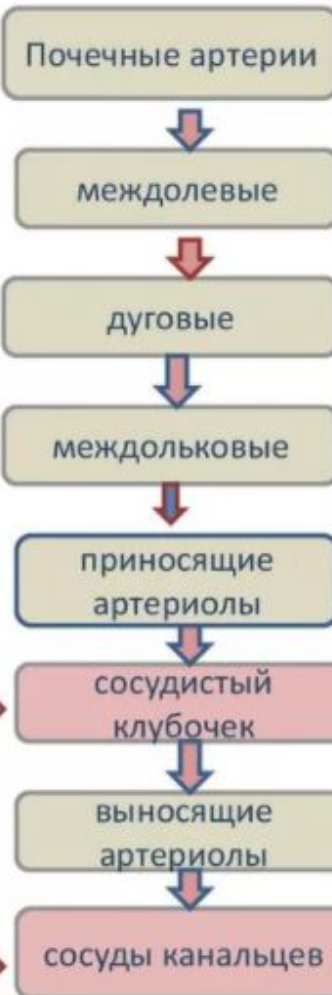 Почечные артерии
междолевые
дуговые
междольковые
приносящие
артериолы
сосудистый
клубочек
выносящие
артериолы
сосуды канальцев